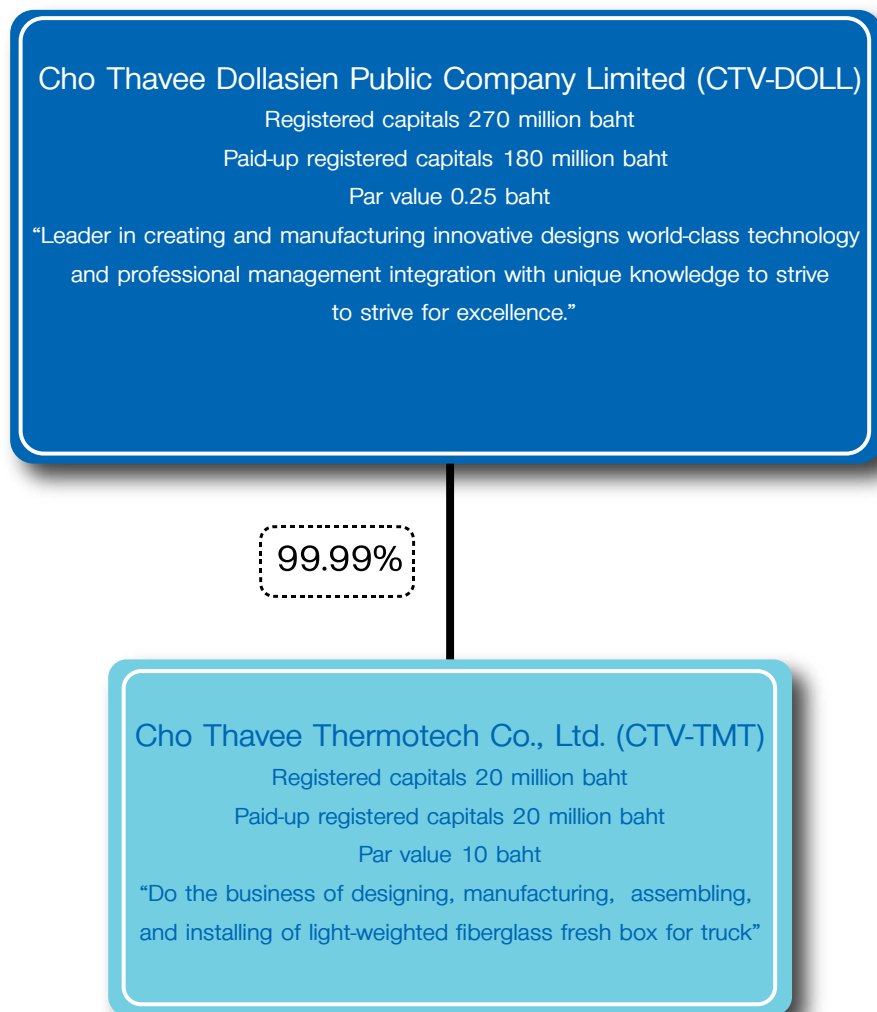 Cho Thavee Dollasien Public Company Limited (CTV-DOLL)
Registered capitals 270 million baht
Paid-up registered capitals 180 million baht
Par value 0.25 baht
“Leader in creating and manufacturing innovative designs world-class technology
and professional management integration with unique knowledge to strive
to strive for excellence.”
99.99%
Cho Thavee Thermotech Co., Ltd. (CTV-TMT)
Registered capitals 20 million baht
Paid-up registered capitals 20 million baht
Par value 10 baht
“Do the business of designing, manufacturing, assembling,
and installing of light-weighted fiberglass fresh box for truck”